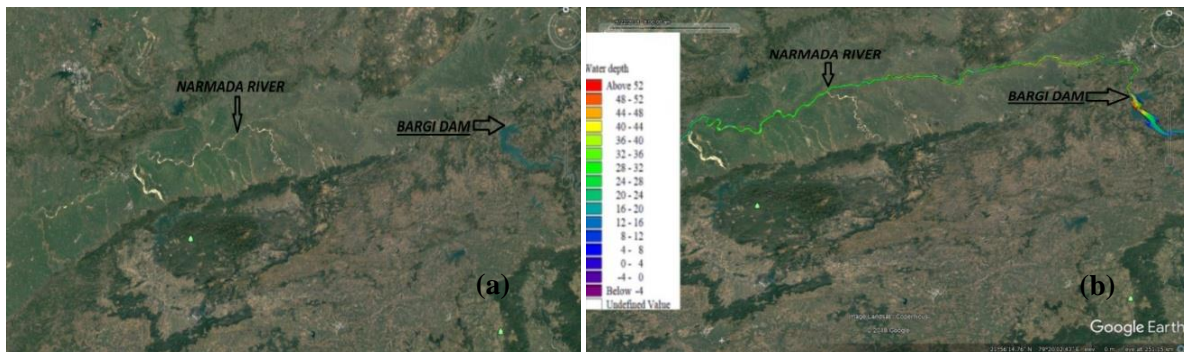 NARMADA RIVER
BARGI DAM
(a)
Water depth
Above 52
48 - 52
44 - 48
40 - 44
36 - 40
32 - 36
28 - 32
24 - 28
20 - 24
16 - 20
12 - 16
8 - 12
4 - 8
0 - 4
-4 - 0
Below -4
Undefined Value
NARMADA RIVER
BARGI DAM
(b)
Google Earth